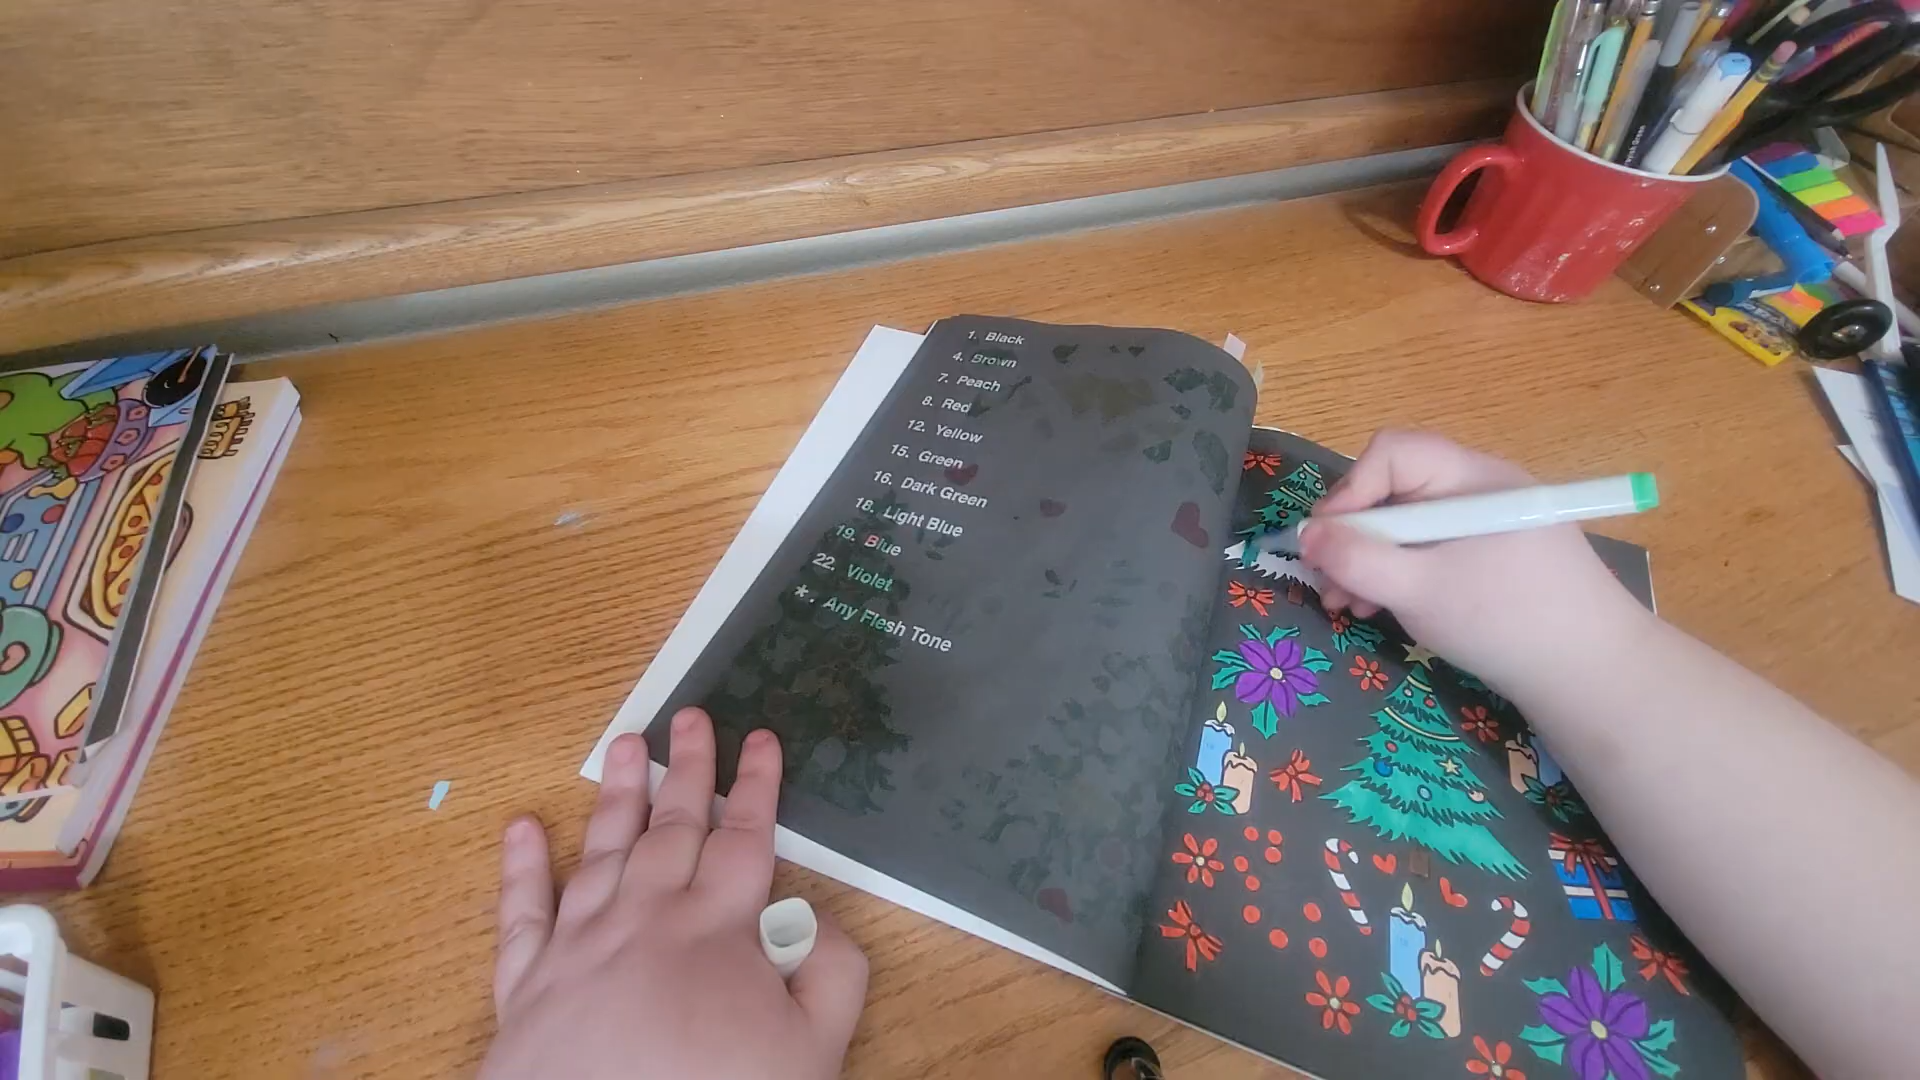 1. Black
4. Brown
7. Peach
8. Red
12. Yellow
15. Green
16. Dark Green
18. Light Blue
19. Blue
22. Violet
*. Any Flesh Tone